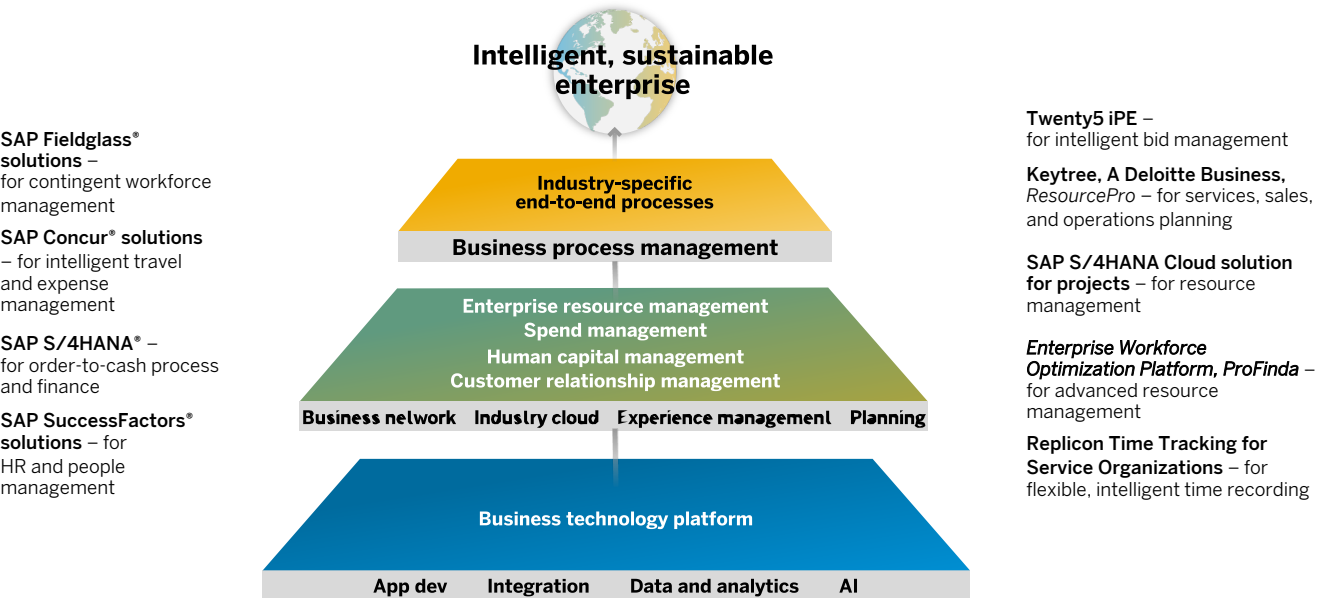 Intelligent, sustainable
enterprise
SAP Fieldglass®
solutions –
for contingent workforce
management
SAP Concur® solutions
– for intelligent travel
and expense
management
SAP S/4HANA® –
for order-to-cash process
and finance
SAP SuccessFactors®
solutions – for
HR and people
management
Industry-specific
end-to-end processes
Business process management
Enterprise resource management
Spend management
Human capital management
Customer relationship management
Business network Industry cloud Experience management Planning
Business technology platform
App dev Integration Data and analytics AI
Twenty5 iPE –
for intelligent bid management
Keytree, A Deloitte Business,
ResourcePro – for services, sales,
and operations planning
SAP S/4HANA Cloud solution
for projects – for resource
management
Enterprise Workforce
Optimization Platform, ProFinda –
for advanced resource
management
Replicon Time Tracking for
Service Organizations – for
flexible, intelligent time recording